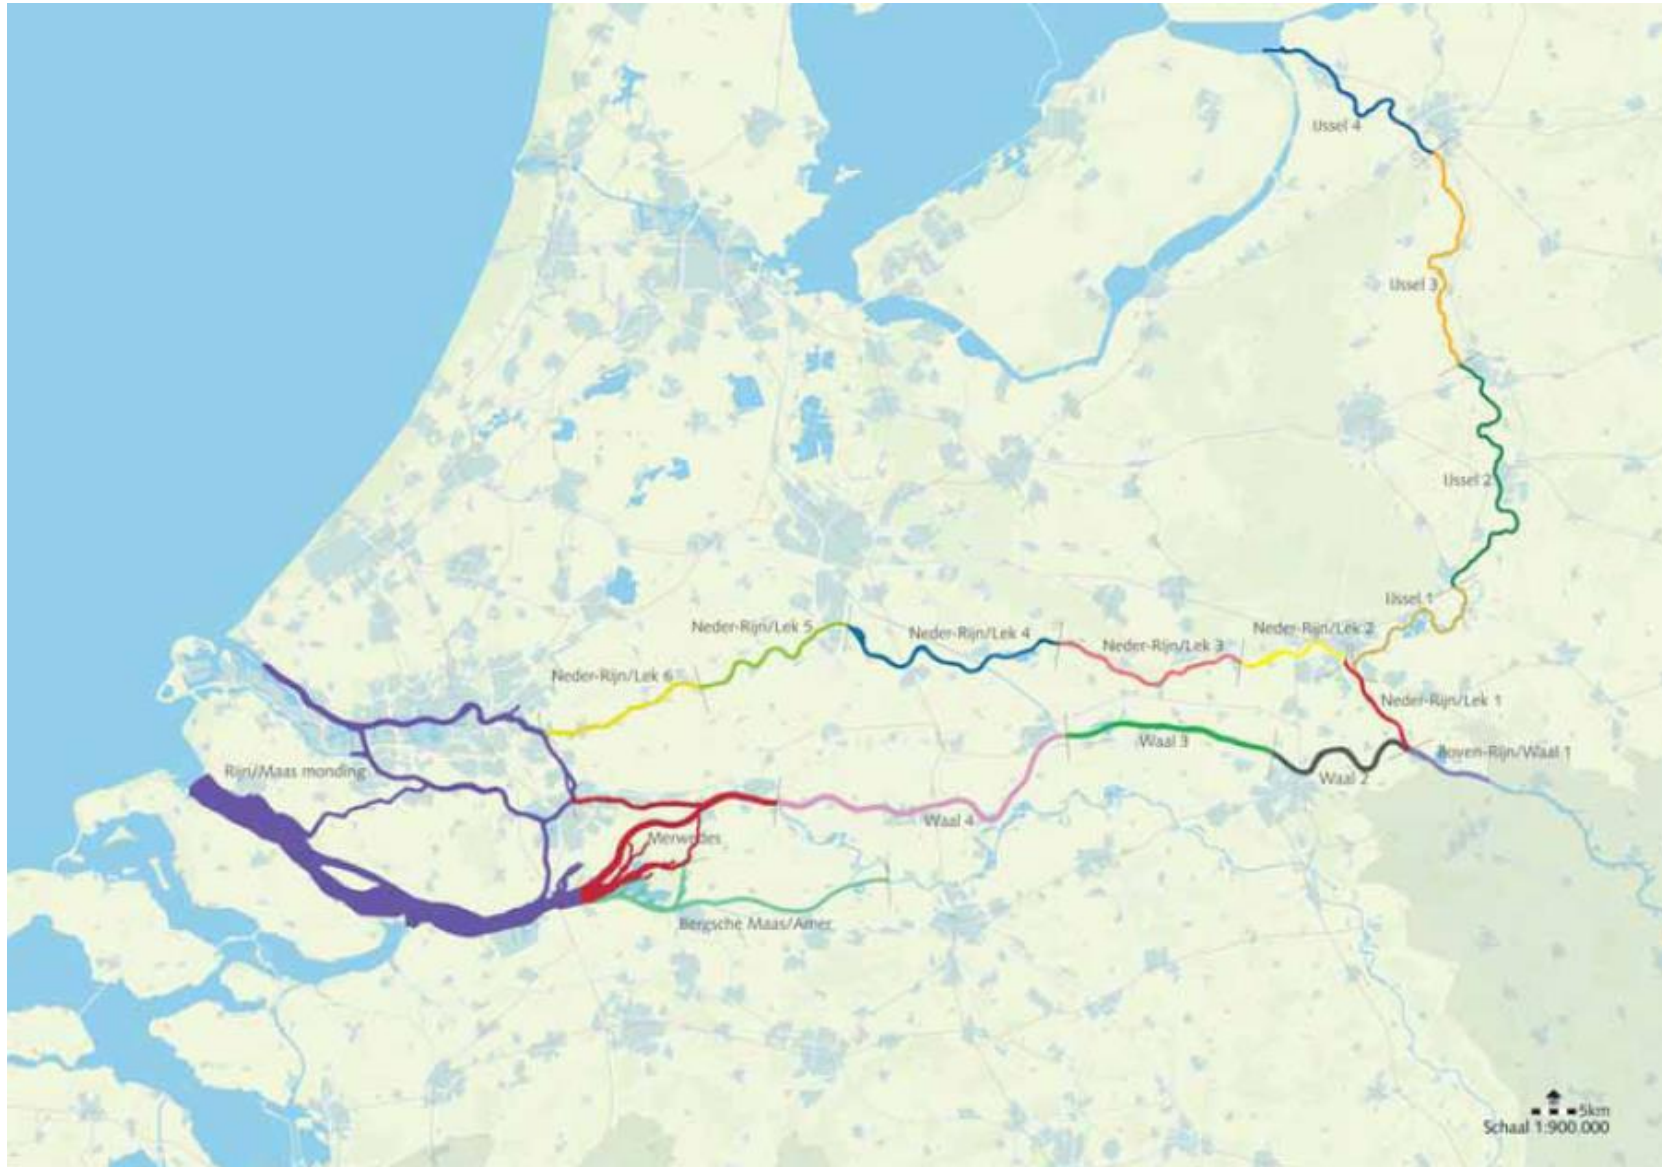 IJssel 4
IJssel 3
IJssel 2
IJssel 1
Neder-Rijn/Lek 5
Neder-Rijn/Lek 4
Neder-Rijn/Lek 3
Neder-Rijn/Lek 2
Neder-Rijn/Lek 6
Neder-Rijn/Lek 1
Waal 3
Boven-Rijn/Waal 1
Rijn/Maas monding
Waal 2
Waal 4
Merwedes
Bergsche Maas/Amer
5km
Schaal 1:900.000